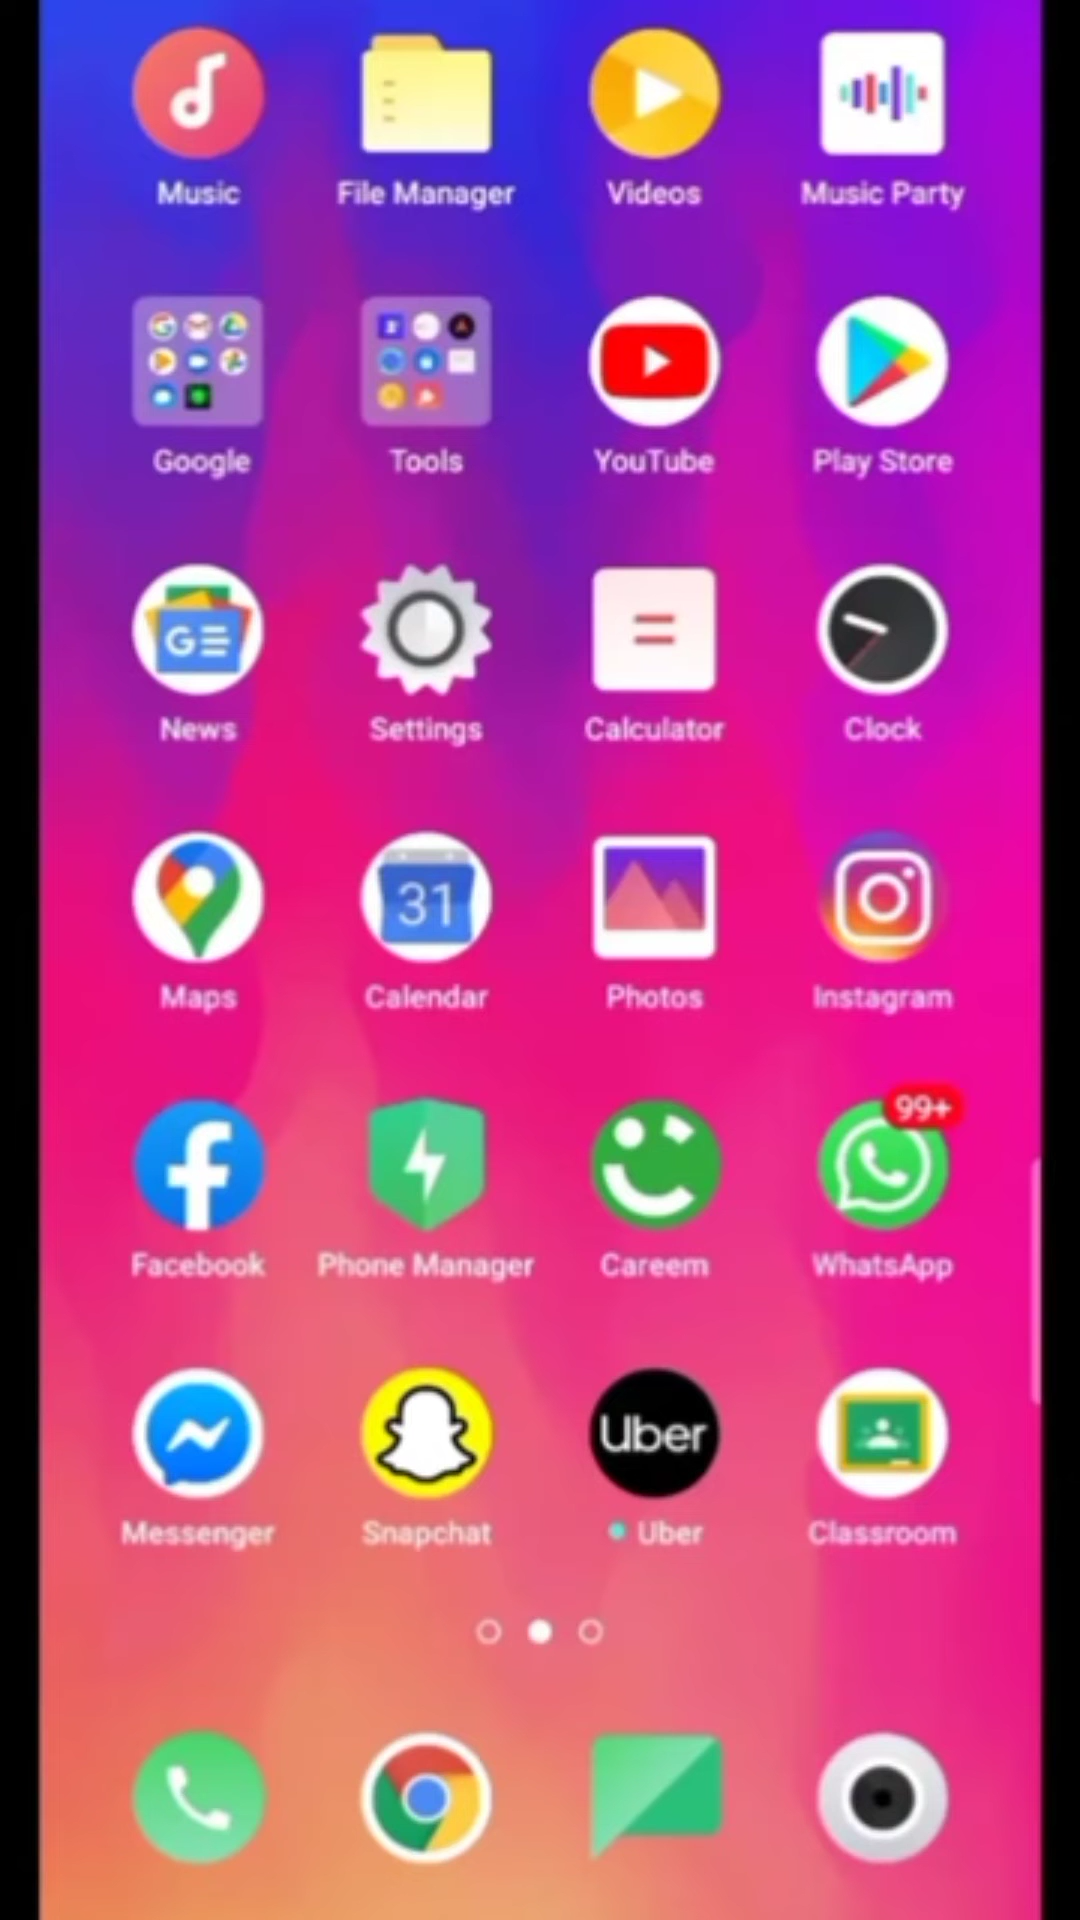 Music File Manager Videos Music Party
Google Tools YouTube Play Store
News Settings Calculator Clock
31
Maps Calendar Photos Instagram
99+
Facebook Phone Manager Careem WhatsApp
Uber
Messenger Snapchat Uber Classroom